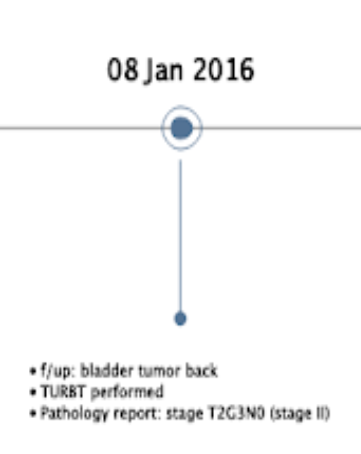 08 Jan 2016
• f/up: bladder tumor back
• TURBT performed
• Pathology report: stage T2G3N0 (stage II)